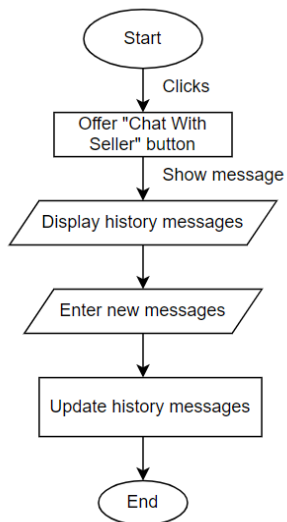 Start
Clicks
Offer "Chat With
Seller" button
Show message
Display history messages
Enter new messages
Update history messages
End